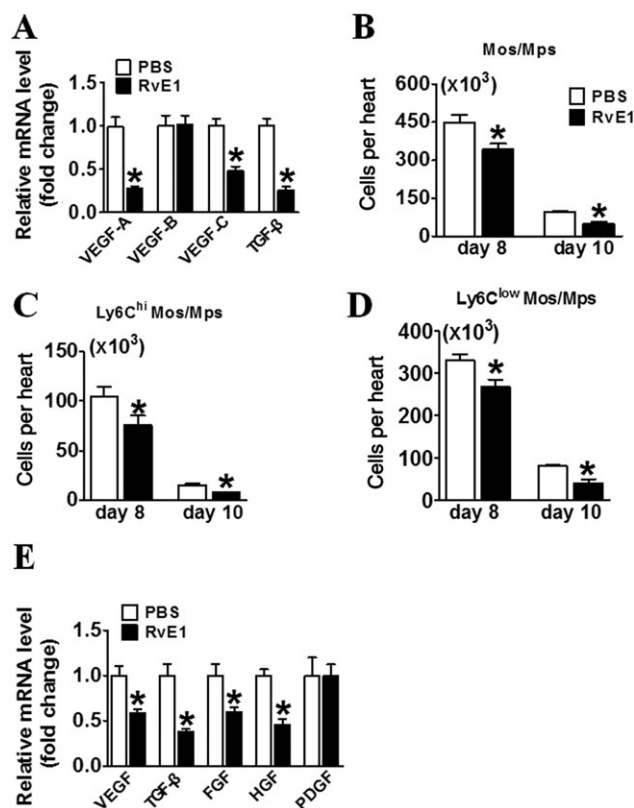 A
Relative mRNA level
(fold change)
PBS
RvE1
1.5
1.0
0.5
0.0
*
*
*
VEGF-A
VEGF-B
VEGF-C
TGF-β
B
Mos/Mps
Cells per heart
(x10³)
PBS
RvE1
600
450
300
150
0
*
*
day 8
day 10
C
Ly6Cʰⁱ Mos/Mps
Cells per heart
(x10³)
150
100
50
0
*
*
day 8
day 10
D
Ly6Cˡᵒʷ Mos/Mps
Cells per heart
(x10³)
400
300
200
100
0
*
*
day 8
day 10
E
Relative mRNA level
(fold change)
PBS
RvE1
1.5
1.0
0.5
0.0
*
*
*
*
VEGF
TGF-β
FGF
HGF
PDGF